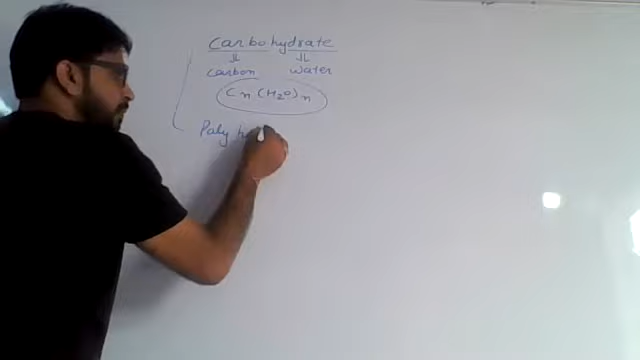 Carbohydrate
⇓ ⇓
Carbon Water
Cn (H2O)n
Poly h